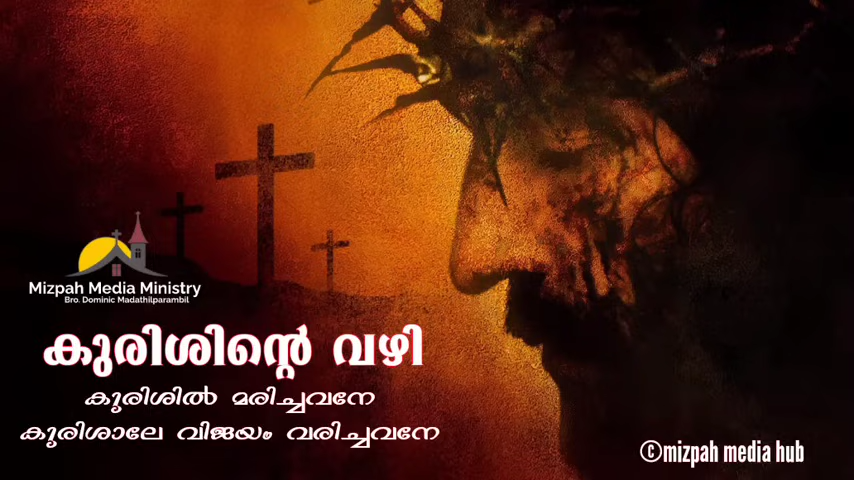 Mizpah Media Ministry
Bro. Dominic Madathilparambil
കുരിശിന്റെ വഴി
കുരിശിൽ മരിച്ചവനേ
കുരിശാലേ വിജയം വരിച്ചവനേ
©mizpah media hub